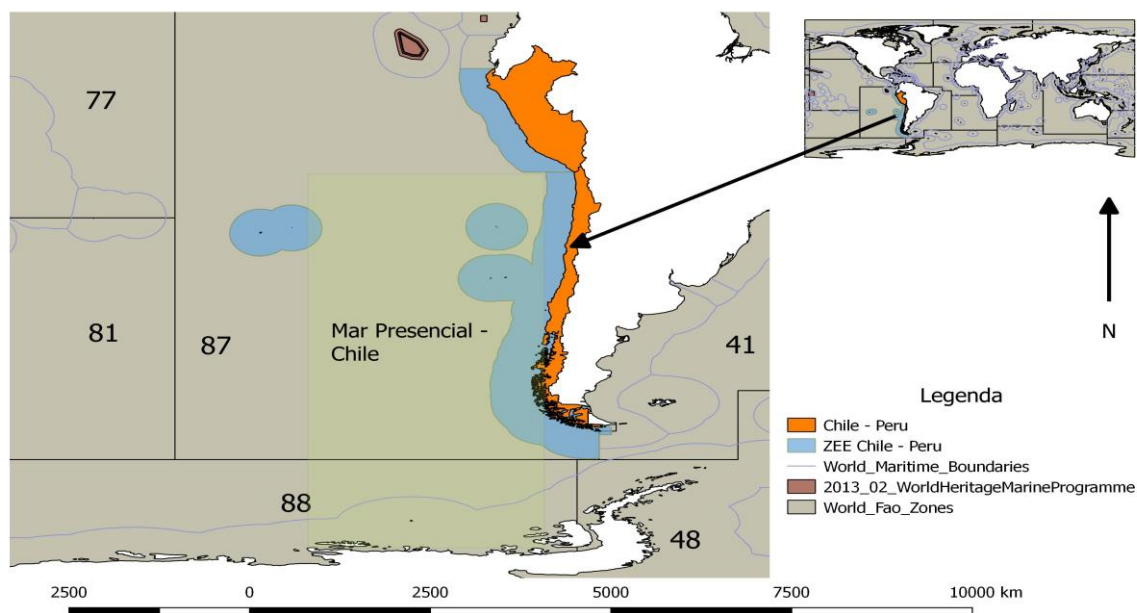 77
81
87
Mar Presencial -
Chile
41
88
48
N
Legenda
Chile - Peru
ZEE Chile - Peru
World_Maritime_Boundaries
2013_02_WorldHeritageMarineProgramme
World_Fao_Zones
2500 0 2500 5000 7500 10000 km